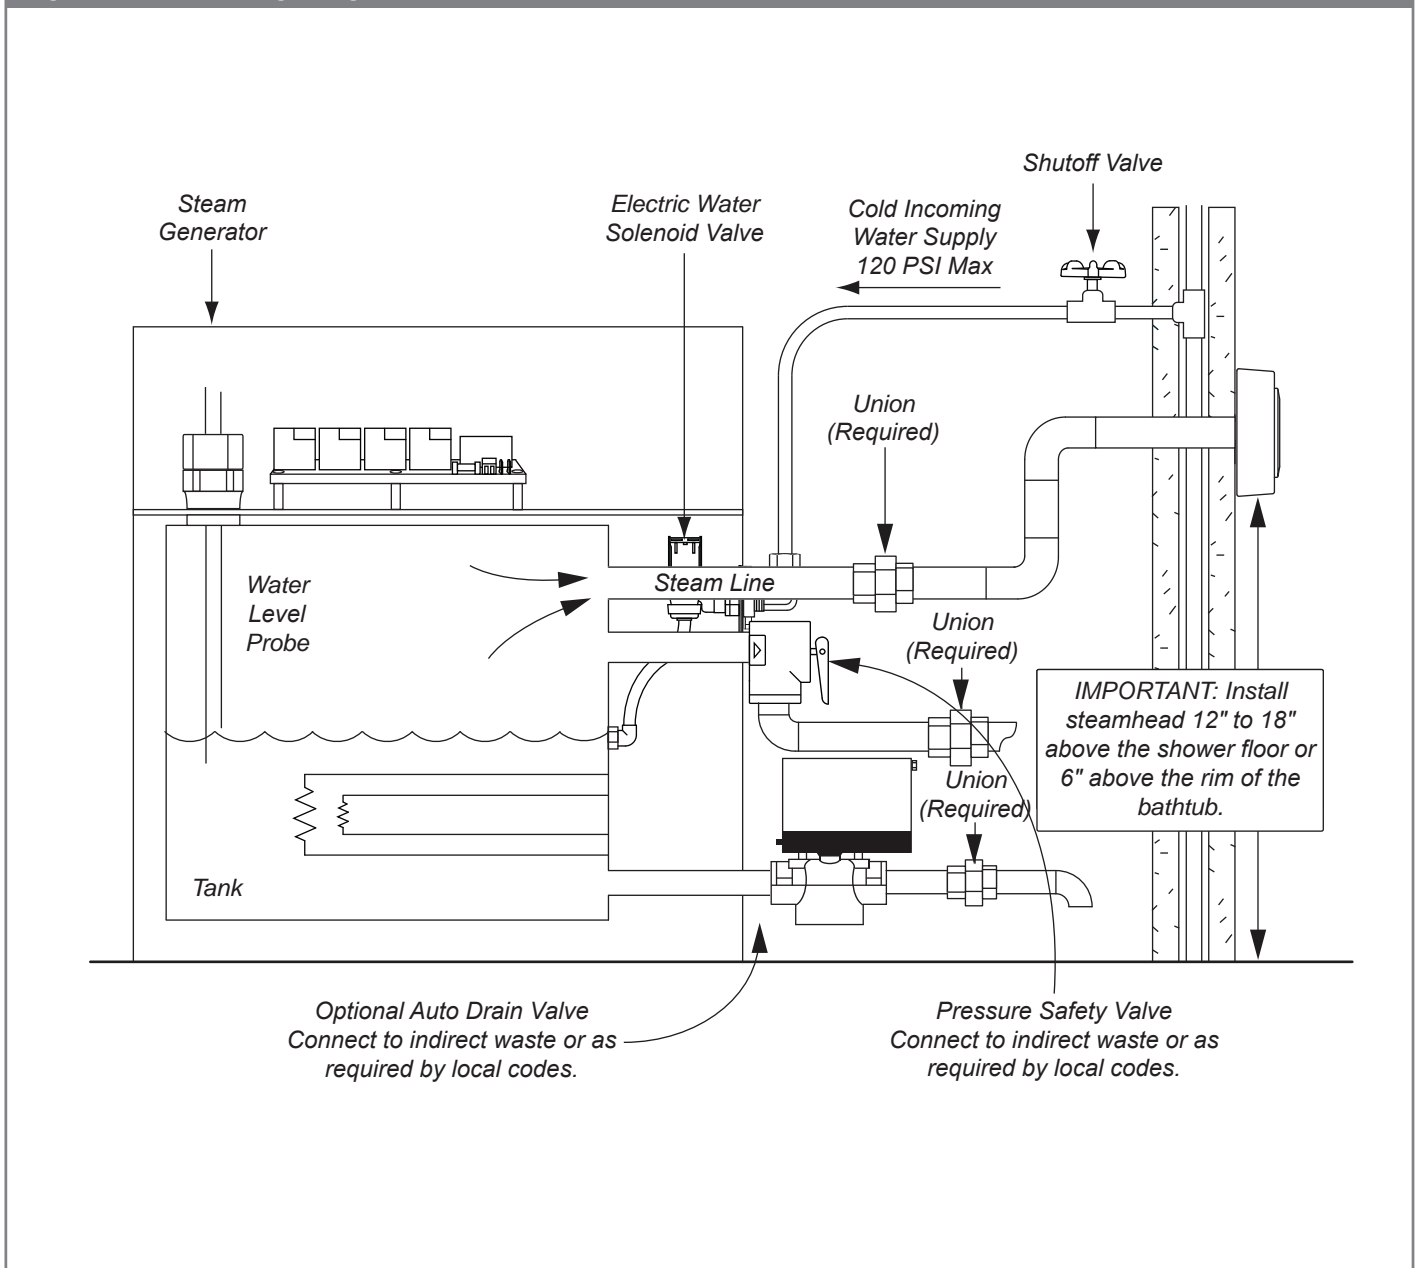 Shutoff Valve
Steam
Generator
Electric Water
Solenoid Valve
Cold Incoming
Water Supply
120 PSI Max
Union
(Required)
Steam Line
Water
Level
Probe
Union
(Required)
IMPORTANT: Install
steamhead 12" to 18"
above the shower floor or
6" above the rim of the
bathtub.
Union
(Required)
Tank
Optional Auto Drain Valve
Connect to indirect waste or as
required by local codes.
Pressure Safety Valve
Connect to indirect waste or as
required by local codes.